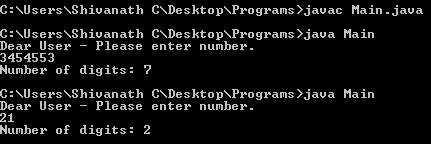 C:\Users\Shivanath C\Desktop\Programs>javac Main.java
C:\Users\Shivanath C\Desktop\Programs>java Main
Dear User - Please enter number.
3454553
Number of digits: 7
C:\Users\Shivanath C\Desktop\Programs>java Main
Dear User - Please enter number.
21
Number of digits: 2